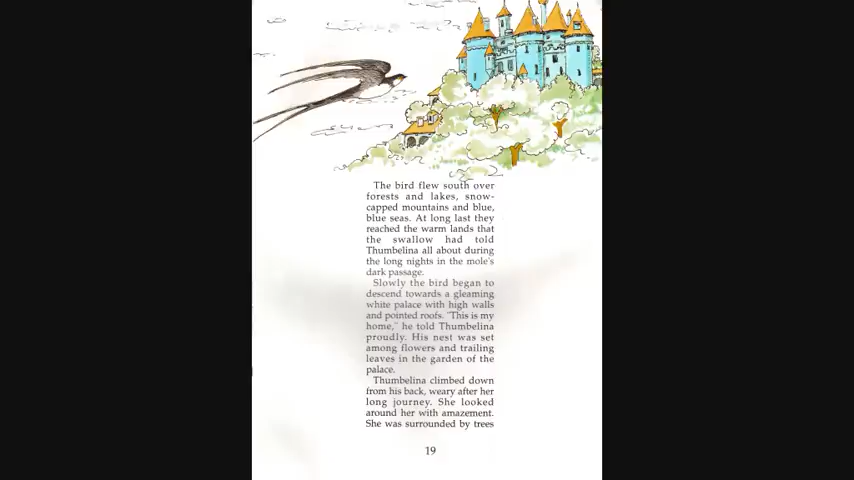 The bird flew south over
forests and lakes, snow-
capped mountains and blue,
blue seas. At long last they
reached the warm lands that
the swallow had told
Thumbelina all about during
the long nights in the mole's
dark passage.
Slowly the bird began to
descend towards a gleaming
white palace with high walls
and pointed roofs. "This is my
home," he told Thumbelina
proudly. His nest was set
among flowers and trailing
leaves in the garden of the
palace.
Thumbelina climbed down
from his back, weary after her
long journey. She looked
around her with amazement.
She was surrounded by trees
19